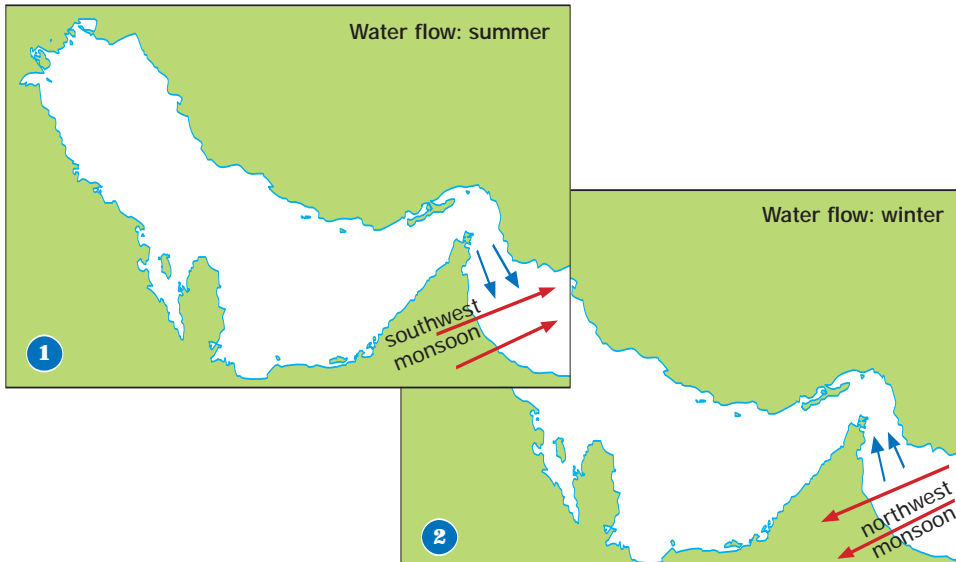 Water flow: summer
southwest
monsoon
1
Water flow: winter
northwest
monsoon
2